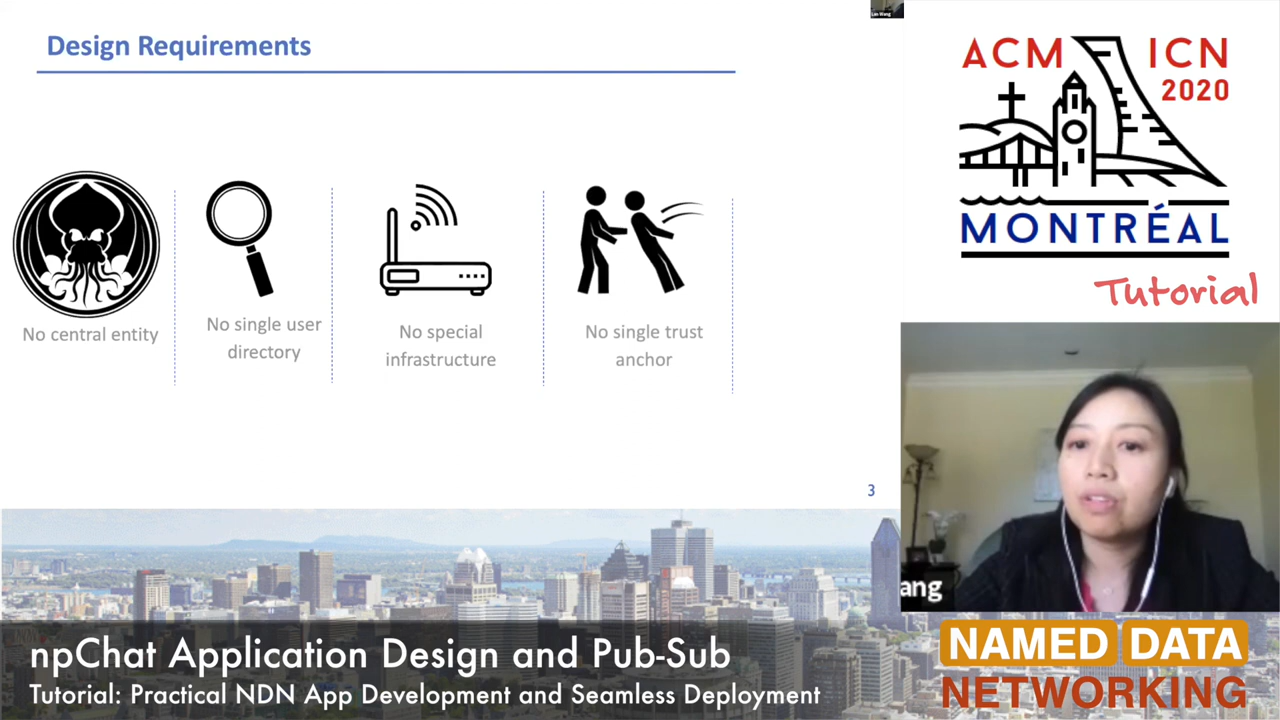 Design Requirements
No central entity
No single user
directory
No special
infrastructure
No single trust
anchor
3
Lan Wang
ACM ICN
2020
MONTRÉAL
Tutorial
ang
npChat Application Design and Pub-Sub
Tutorial: Practical NDN App Development and Seamless Deployment
NAMED DATA
NETWORKING